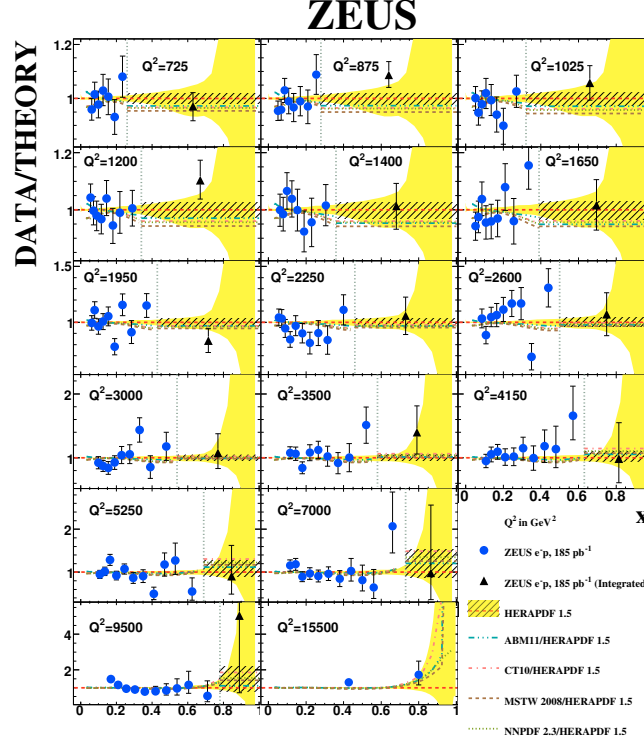 ZEUS
DATA/THEORY
1.2
1
Q²=725
Q²=875
Q²=1025
1.2
1
Q²=1200
Q²=1400
Q²=1650
1.5
1
Q²=1950
Q²=2250
Q²=2600
2
1
Q²=3000
Q²=3500
Q²=4150
0 0.2 0.4 0.6 0.8 1
x
2
1
Q²=5250
Q²=7000
4
2
Q²=9500
Q²=15500
0 0.2 0.4 0.6 0.8
0 0.2 0.4 0.6 0.8 1
Q² in GeV²
ZEUS e⁻p, 185 pb⁻¹
ZEUS e⁻p, 185 pb⁻¹ (Integrated
HERAPDF 1.5
ABM11/HERAPDF 1.5
CT10/HERAPDF 1.5
MSTW 2008/HERAPDF 1.5
NNPDF 2.3/HERAPDF 1.5